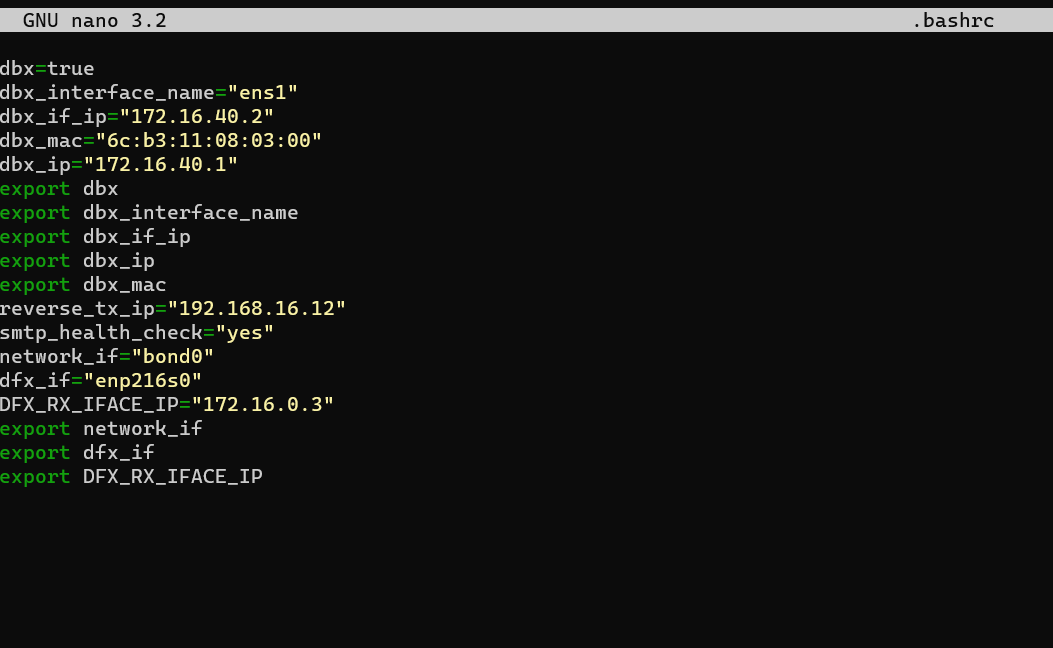 GNU nano 3.2 .bashrc
dbx=true
dbx_interface_name="ens1"
dbx_if_ip="172.16.40.2"
dbx_mac="6c:b3:11:08:03:00"
dbx_ip="172.16.40.1"
export dbx
export dbx_interface_name
export dbx_if_ip
export dbx_ip
export dbx_mac
reverse_tx_ip="192.168.16.12"
smtp_health_check="yes"
network_if="bond0"
dfx_if="enp216s0"
DFX_RX_IFACE_IP="172.16.0.3"
export network_if
export dfx_if
export DFX_RX_IFACE_IP